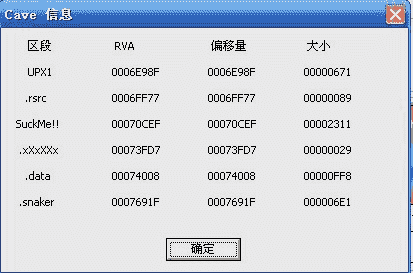 Cave 信息
区段 RVA 偏移量 大小
UPX1 0006E98F 0006E98F 00000671
.rsrc 0006FF77 0006FF77 00000089
SuckMe!! 00070CEF 00070CEF 00002311
.xXxXXx 00073FD7 00073FD7 00000029
.data 00074008 00074008 00000FF8
.snaker 0007691F 0007691F 000006E1
确定